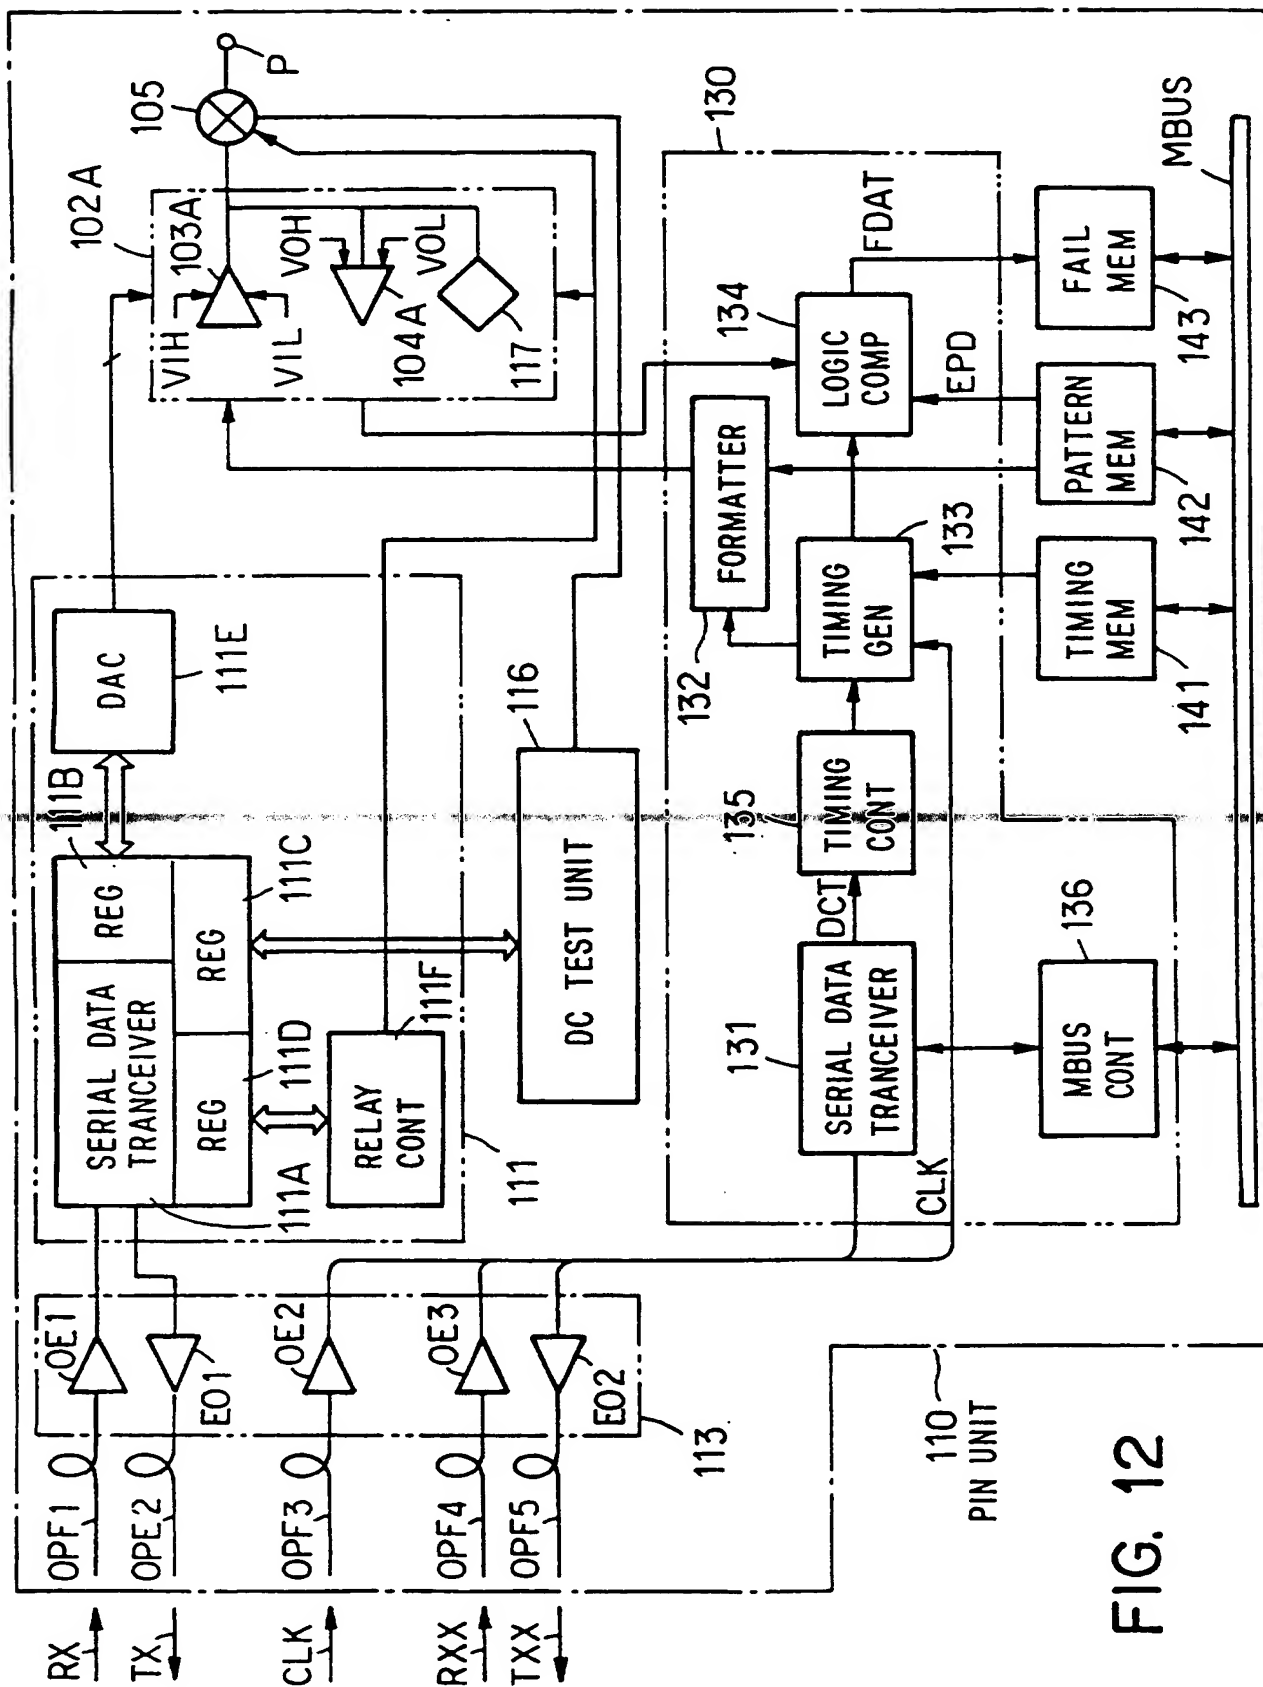 RX
OPF1
OE1
TX
OPE2
EO1
CLK
OPF3
OE2
RXX
OPF4
OE3
TXX
OPF5
EO2
113
SERIAL DATA
TRANCEIVER
111A
REG
111B
REG
111C
REG
111D
DAC
111E
RELAY
CONT
111F
111
DC TEST UNIT
116
102A
103A
VIH
VIL
VOH
VOL
104A
117
105
P
130
SERIAL DATA
TRANCEIVER
131
DCT
TIMING
CONT
135
TIMING
GEN
133
FORMATTER
132
LOGIC
COMP
134
FDAT
EPD
CLK
MBUS
CONT
136
TIMING
MEM
141
PATTERN
MEM
142
FAIL
MEM
143
MBUS
110
PIN UNIT
FIG. 12